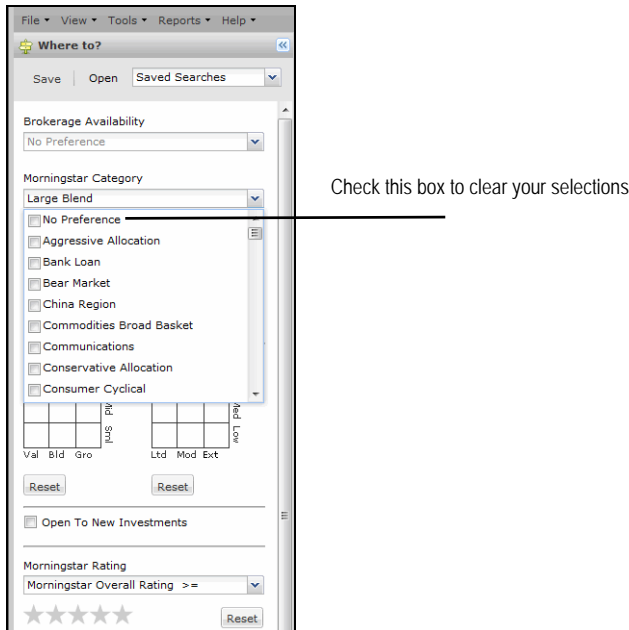 File View Tools Reports Help
Where to?
Save Open Saved Searches
Brokerage Availability
No Preference
Morningstar Category
Large Blend
Check this box to clear your selections
No Preference
Aggressive Allocation
Bank Loan
Bear Market
China Region
Commodities Broad Basket
Communications
Conservative Allocation
Consumer Cyclical
Mid
Sml
Med
Low
Val Bld Gro
Ltd Mod Ext
Reset Reset
Open To New Investments
Morningstar Rating
Morningstar Overall Rating >=
Reset